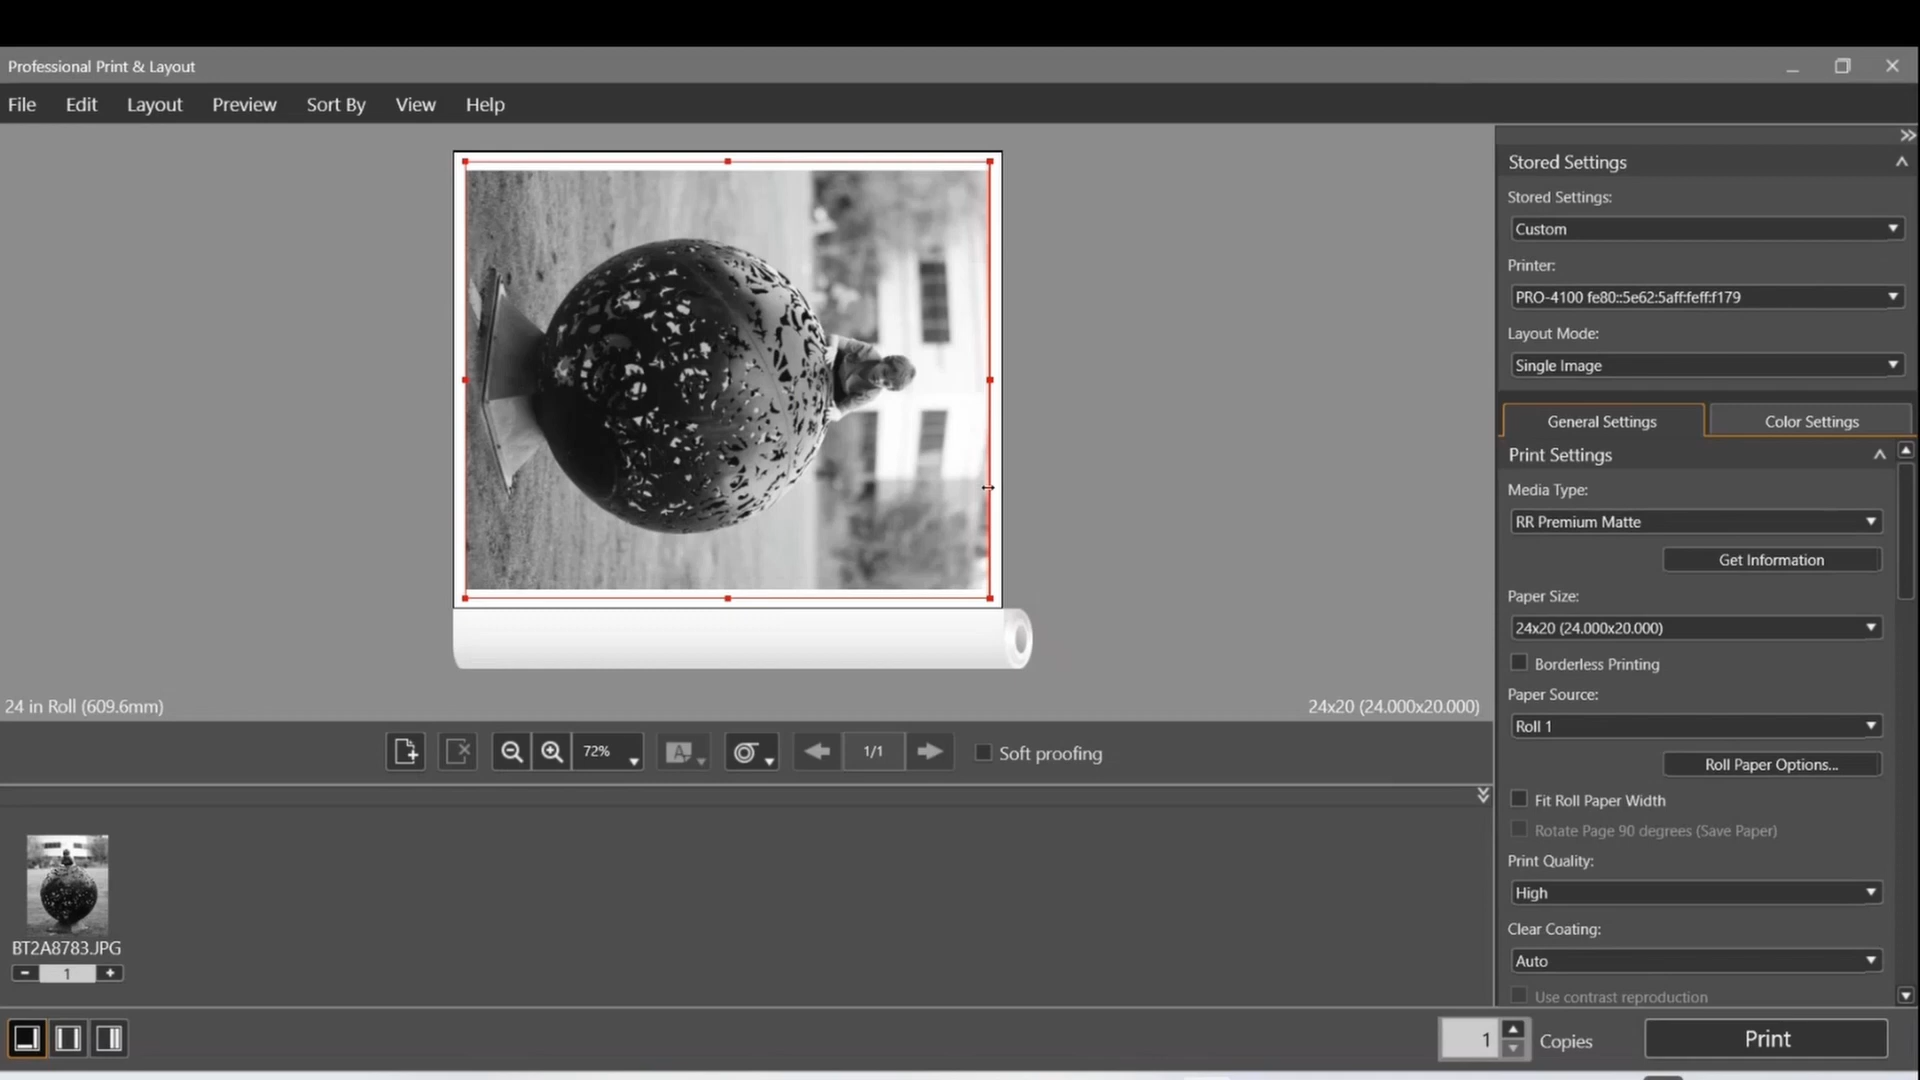 Professional Print & Layout
File Edit Layout Preview Sort By View Help
Stored Settings
Stored Settings:
Custom
Printer:
PRO-4100 fe80::5e62:5aff:feff:f179
Layout Mode:
Single Image
General Settings Color Settings
Print Settings
Media Type:
RR Premium Matte
Get Information
Paper Size:
24x20 (24.000x20.000)
Borderless Printing
Paper Source:
Roll 1
Roll Paper Options...
Fit Roll Paper Width
Rotate Page 90 degrees (Save Paper)
Print Quality:
High
Clear Coating:
Auto
Use contrast reproduction
24 in Roll (609.6mm) 24x20 (24.000x20.000)
72% A 1/1 Soft proofing
BT2A8783.JPG
- 1 +
1 Copies Print